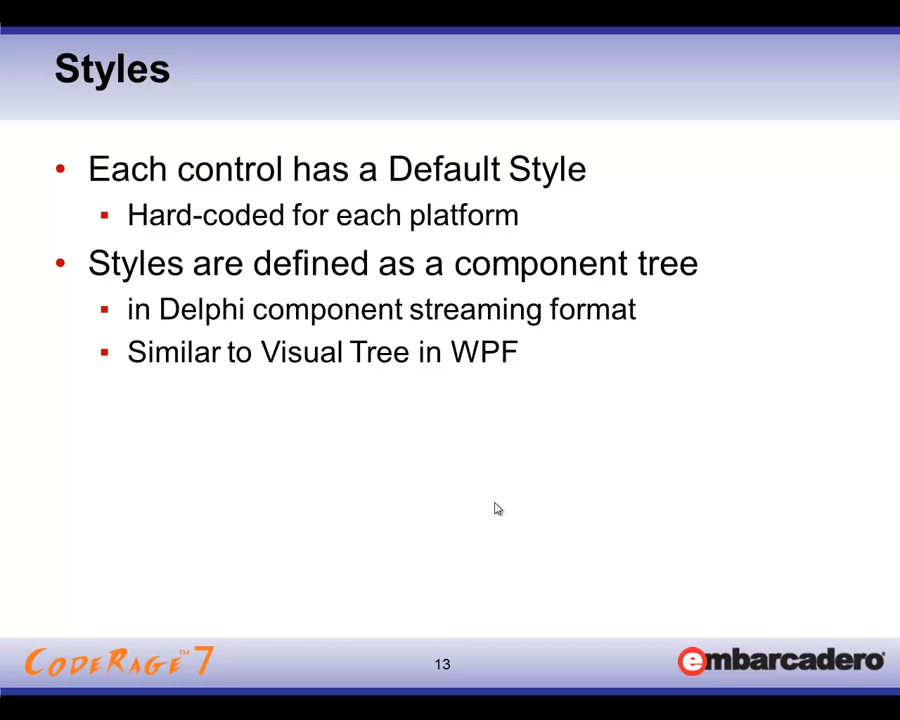 Styles
• Each control has a Default Style
▪ Hard-coded for each platform
• Styles are defined as a component tree
▪ in Delphi component streaming format
▪ Similar to Visual Tree in WPF
CODERAGE™ 7
13
embarcadero®